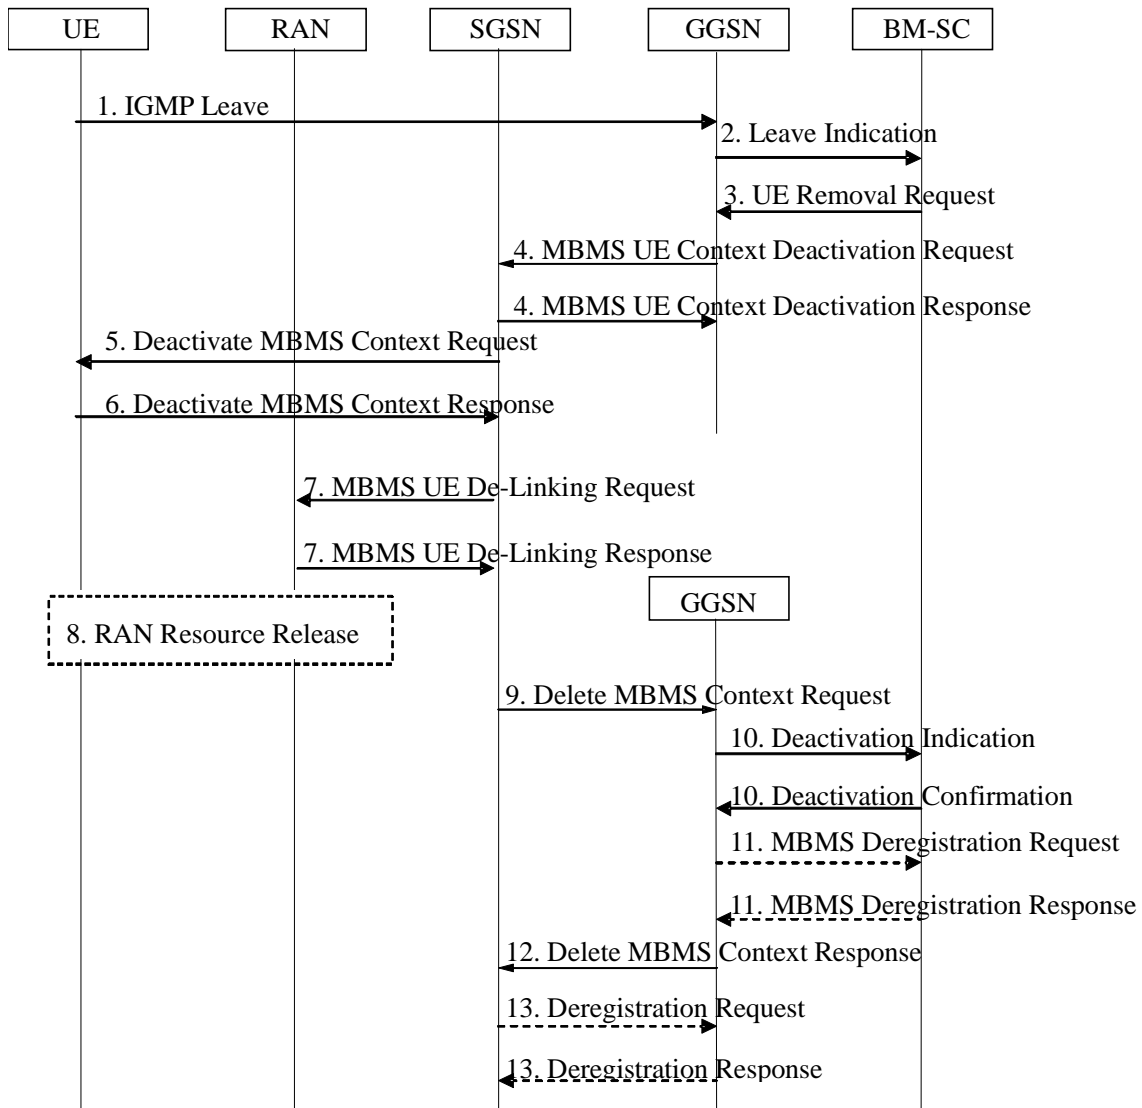 UE
RAN
SGSN
GGSN
BM-SC
1. IGMP Leave
2. Leave Indication
3. UE Removal Request
4. MBMS UE Context Deactivation Request
4. MBMS UE Context Deactivation Response
5. Deactivate MBMS Context Request
6. Deactivate MBMS Context Response
7. MBMS UE De-Linking Request
7. MBMS UE De-Linking Response
GGSN
8. RAN Resource Release
9. Delete MBMS Context Request
10. Deactivation Indication
10. Deactivation Confirmation
11. MBMS Deregistration Request
11. MBMS Deregistration Response
12. Delete MBMS Context Response
13. Deregistration Request
13. Deregistration Response